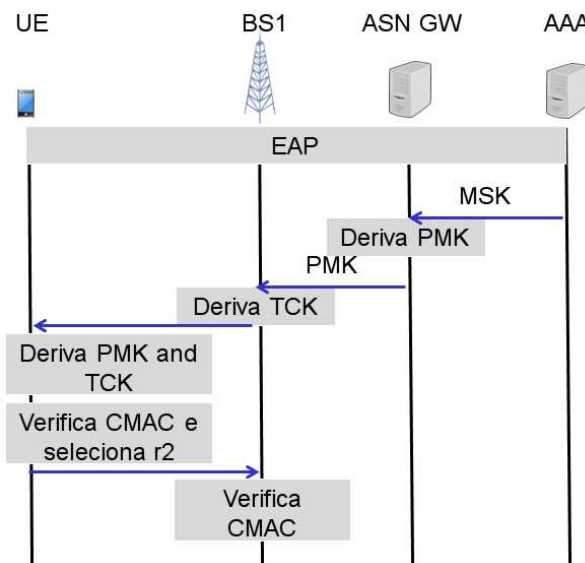 UE BS1 ASN GW AAA
EAP
MSK
Deriva PMK
PMK
Deriva TCK
Deriva PMK and
TCK
Verifica CMAC e
seleciona r2
Verifica
CMAC